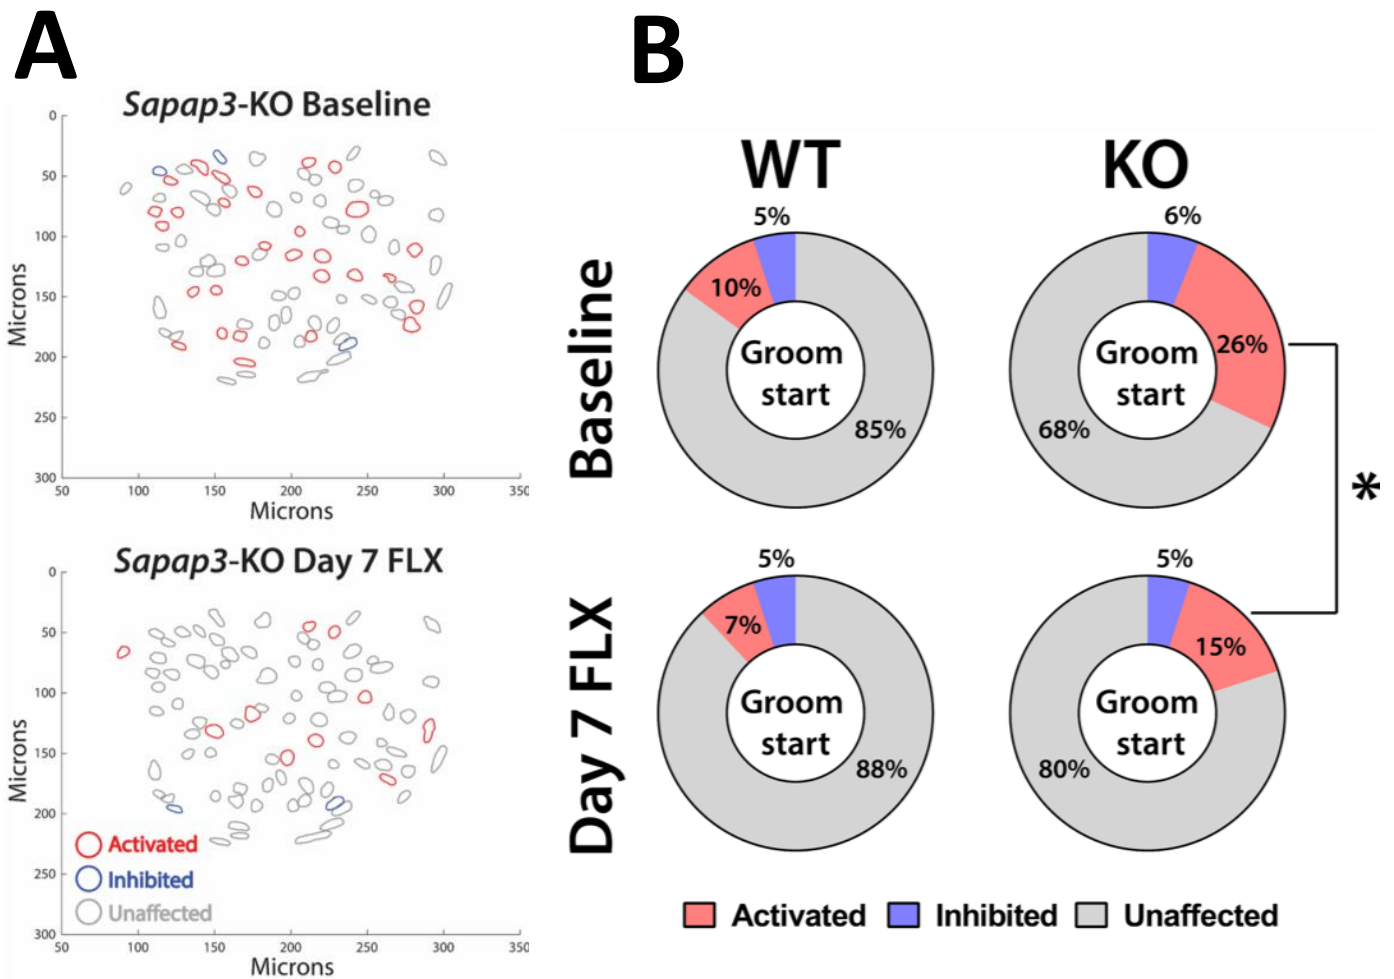 A
Sapap3-KO Baseline
0
50
100
150
200
250
300
Microns
50 100 150 200 250 300 350
Microns
Sapap3-KO Day 7 FLX
0
50
100
150
200
250
300
Microns
Activated
Inhibited
Unaffected
50 100 150 200 250 300 350
Microns
B
WT KO
Baseline
5%
10%
Groom
start
85%
6%
26%
Groom
start
68%
*
Day 7 FLX
5%
7%
Groom
start
88%
5%
15%
Groom
start
80%
Activated Inhibited Unaffected